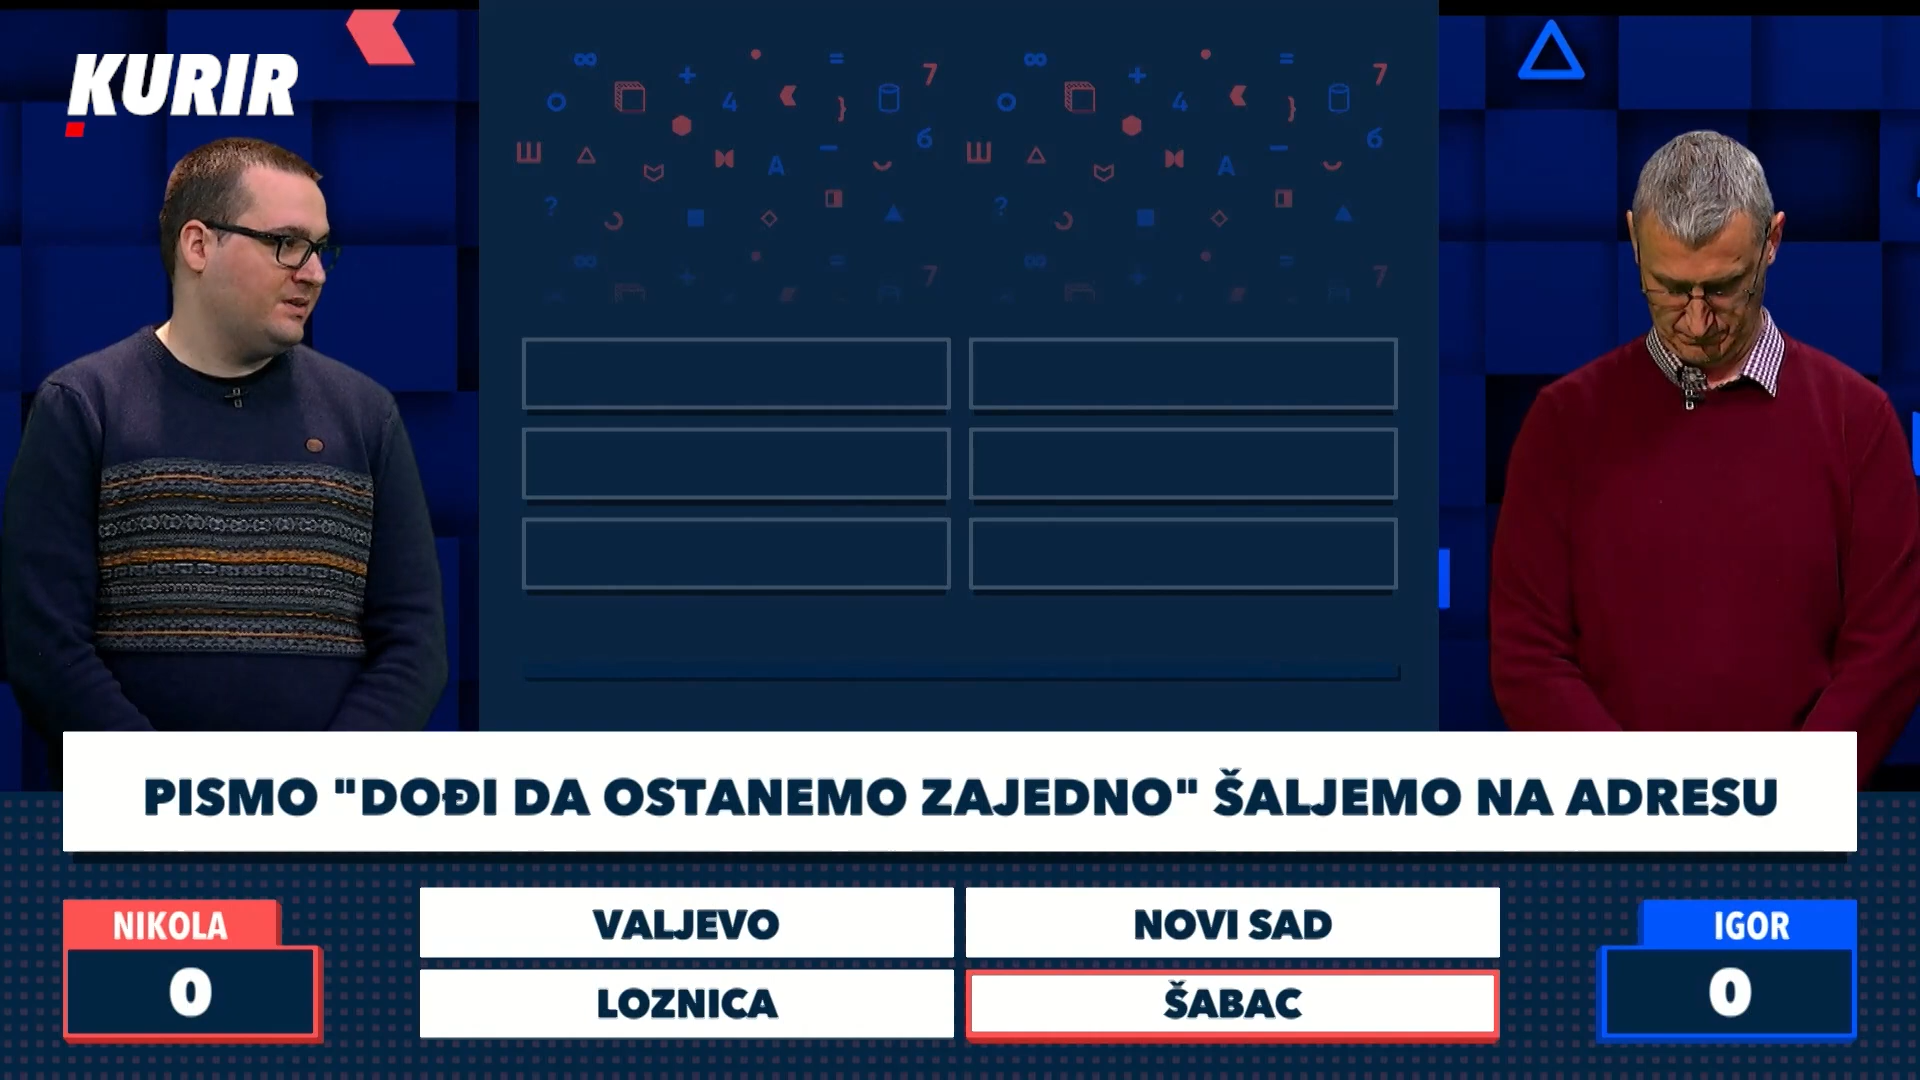 KURIR
PISMO "DOĐI DA OSTANEMO ZAJEDNO" ŠALJEMO NA ADRESU
NIKOLA
0
VALJEVO
NOVI SAD
LOZNICA
ŠABAC
IGOR
0